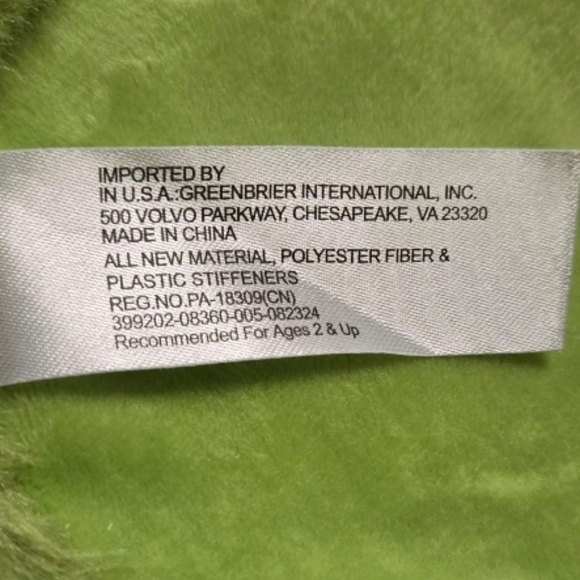 IMPORTED BY
IN U.S.A.:GREENBRIER INTERNATIONAL, INC.
500 VOLVO PARKWAY, CHESAPEAKE, VA 23320
MADE IN CHINA
ALL NEW MATERIAL, POLYESTER FIBER &
PLASTIC STIFFENERS
REG.NO.PA-18309(CN)
399202-08360-005-082324
Recommended For Ages 2 & Up